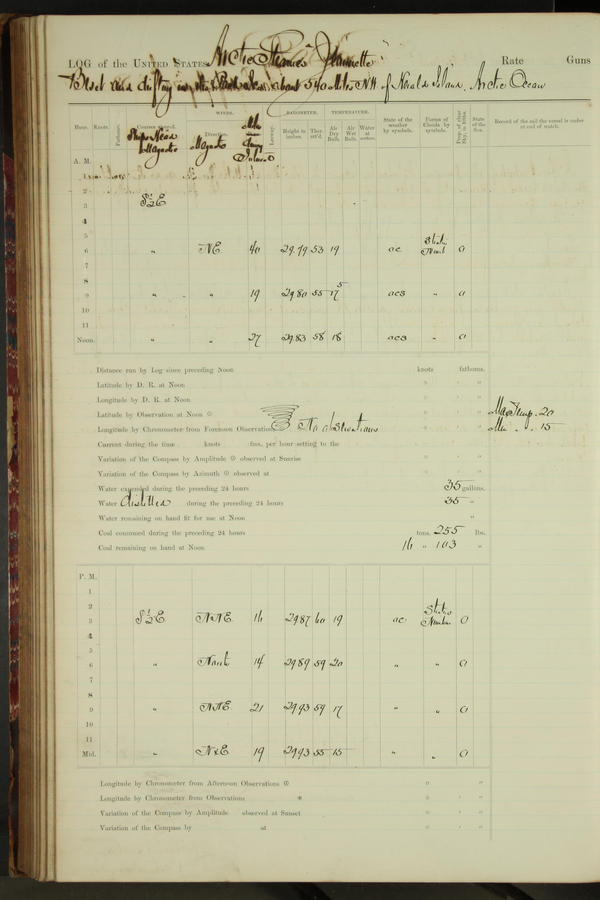 LOG of the UNITED STATES Arctic Steamer Jeannette Rate Guns
Beset and drifting in the pack about 540 Miles NW of Herald Island, Arctic Ocean
Hour. Knots. Fathoms. Courses steered. WINDS. Direction. Leeway. BAROMETER. Height in inches. Ther. att'd. TEMPERATURE. Air Dry Bulb. Air Wet Bulb. Water at surface. State of the weather by symbols. Forms of Clouds by symbols. Prop. of clear Sky, in 10ths. State of the Sea. Record of the sail the vessel is under at end of watch.
Ship's Head Magnetic Magnetic
A. M.
1
2
3 S½E
4
5
6 " NE 40 29.79 53 19 oc Strat. Nimb 0
7
8
9 " " 19 29.80 55 17.5 ocs " 0
10
11
Noon. " " 27 29.83 58 18 ocs " 0
Distance run by Log since preceding Noon knots fathoms.
Latitude by D. R. at Noon ° ' "
Longitude by D. R. at Noon ° ' "
Latitude by Observation at Noon ° ' " Max Temp. 20
Longitude by Chronometer from Forenoon Observations No observations Min " " 15
Current during the time knots fms. per hour setting to the
Variation of the Compass by Amplitude observed at Sunrise
Variation of the Compass by Azimuth observed at
Water expended during the preceding 24 hours 35 gallons.
Water distilled during the preceding 24 hours 35 "
Water remaining on hand fit for use at Noon
Coal consumed during the preceding 24 hours tons, 255 lbs.
Coal remaining on hand at Noon 16 " 103 "
P. M.
1
2
3 S½E NNE 16 29.87 60 19 oc Stratus Nimbus 0
4
5
6 " North 14 29.89 59 20 " " 0
7
8
9 " NNE 21 29.93 59 17 " " 0
10
11
Mid. " NxE 19 29.93 55 15 " " 0
Longitude by Chronometer from Afternoon Observations ° ' "
Longitude by Chronometer from Observations * ° ' "
Variation of the Compass by Amplitude observed at Sunset ° ' "
Variation of the Compass by at ° ' "